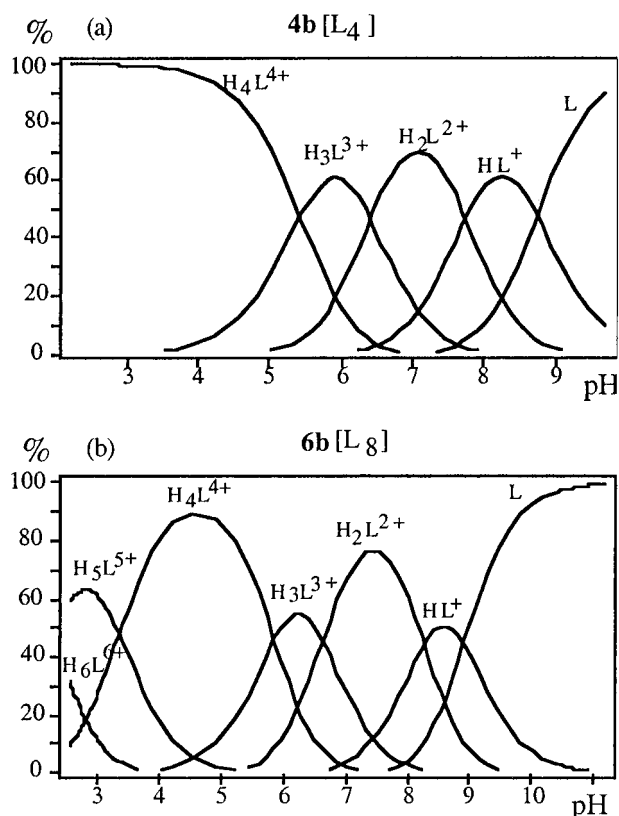 % (a) 4b [L₄]
100
80
60
40
20
0
H₄L⁴⁺
H₃L³⁺
H₂L²⁺
HL⁺
L
3 4 5 6 7 8 9
pH
% (b) 6b [L₈]
100
80
60
40
20
0
H₆L⁶⁺
H₅L⁵⁺
H₄L⁴⁺
H₃L³⁺
H₂L²⁺
HL⁺
L
3 4 5 6 7 8 9 10
pH